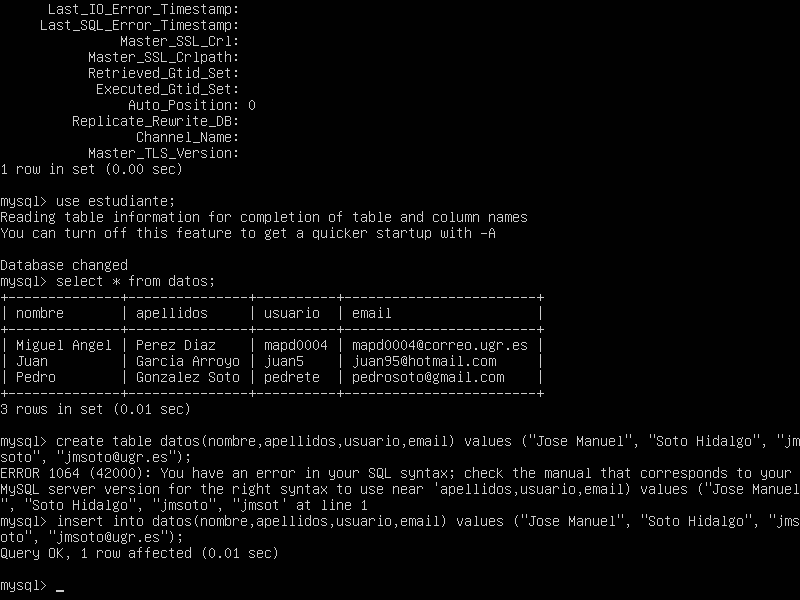 Last_IO_Error_Timestamp:
Last_SQL_Error_Timestamp:
Master_SSL_Crl:
Master_SSL_Crlpath:
Retrieved_Gtid_Set:
Executed_Gtid_Set:
Auto_Position: 0
Replicate_Rewrite_DB:
Channel_Name:
Master_TLS_Version:
1 row in set (0.00 sec)
mysql> use estudiante;
Reading table information for completion of table and column names
You can turn off this feature to get a quicker startup with -A
Database changed
mysql> select * from datos;
+--------------+---------------+----------+------------------------+
| nombre       | apellidos     | usuario  | email                  |
+--------------+---------------+----------+------------------------+
| Miguel Angel | Perez Diaz    | mapd0004 | mapd0004@correo.ugr.es |
| Juan         | Garcia Arroyo | juan5    | juan95@hotmail.com     |
| Pedro        | Gonzalez Soto | pedrete  | pedrosoto@gmail.com    |
+--------------+---------------+----------+------------------------+
3 rows in set (0.01 sec)
mysql> create table datos(nombre,apellidos,usuario,email) values ("Jose Manuel", "Soto Hidalgo", "jm
soto", "jmsoto@ugr.es");
ERROR 1064 (42000): You have an error in your SQL syntax; check the manual that corresponds to your
MySQL server version for the right syntax to use near 'apellidos,usuario,email) values ("Jose Manuel
", "Soto Hidalgo", "jmsoto", "jmsot' at line 1
mysql> insert into datos(nombre,apellidos,usuario,email) values ("Jose Manuel", "Soto Hidalgo", "jms
oto", "jmsoto@ugr.es");
Query OK, 1 row affected (0.01 sec)
mysql> _